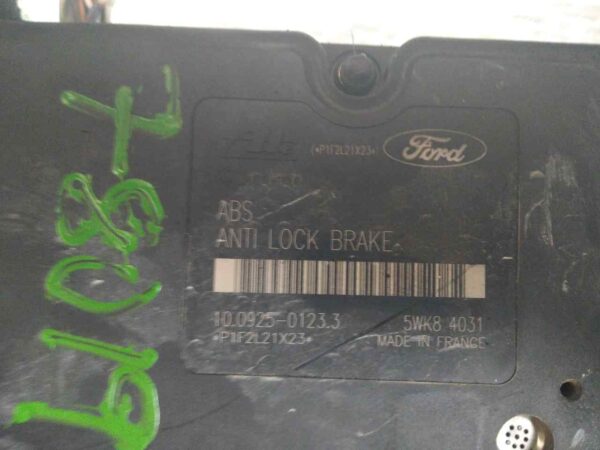 (*P1F2L21X23* Ford
ABS
ANTI LOCK BRAKE
10.0925-0123.3 5WK8 4031
*P1F2L21X23* MADE IN FRANCE